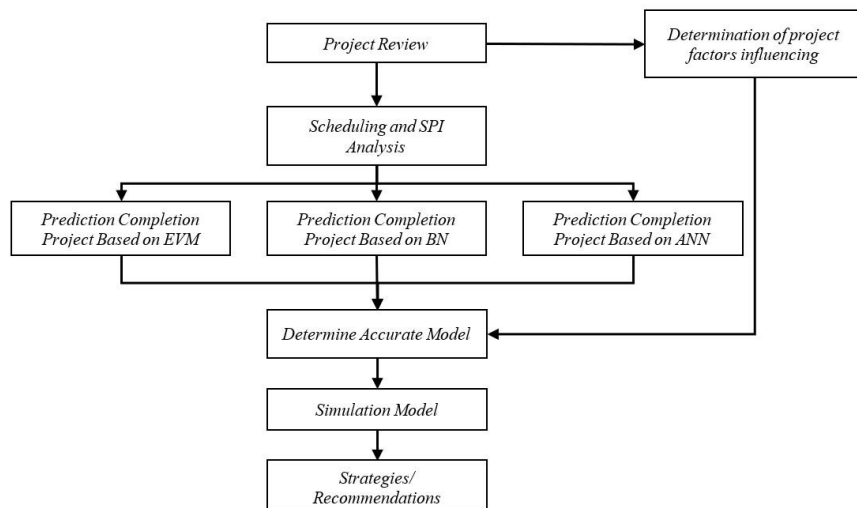 Project Review
Determination of project
factors influencing
Scheduling and SPI
Analysis
Prediction Completion
Project Based on EVM
Prediction Completion
Project Based on BN
Prediction Completion
Project Based on ANN
Determine Accurate Model
Simulation Model
Strategies/
Recommendations